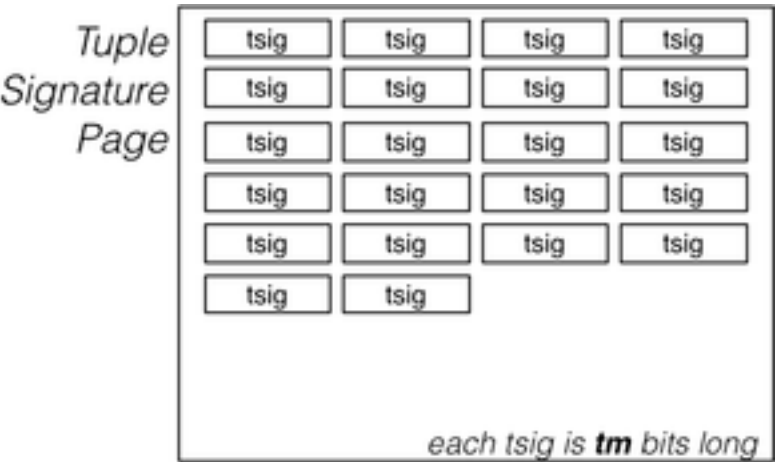 Tuple tsig tsig tsig tsig
Signature tsig tsig tsig tsig
Page tsig tsig tsig tsig
tsig tsig tsig tsig
tsig tsig tsig tsig
tsig tsig
each tsig is tm bits long